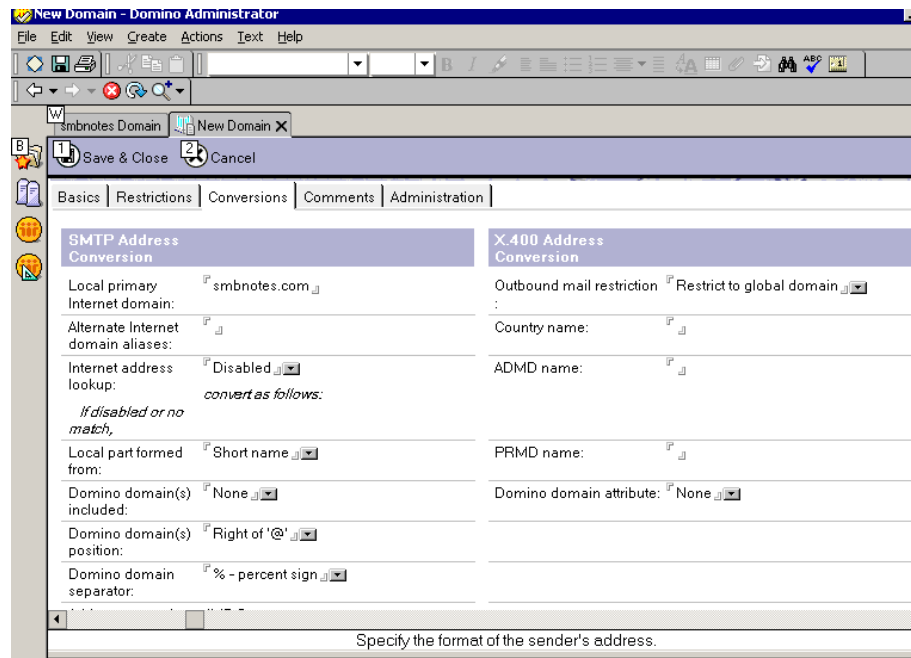 New Domain - Domino Administrator
File Edit View Create Actions Text Help
B I ABC
W
smbnotes Domain New Domain X
B 1 Save & Close 2 Cancel
Basics Restrictions Conversions Comments Administration
SMTP Address
Conversion
Local primary
Internet domain:
smbnotes.com
Alternate Internet
domain aliases:
Internet address
lookup:
Disabled
convert as follows:
If disabled or no
match,
Local part formed
from:
Short name
Domino domain(s)
included:
None
Domino domain(s)
position:
Right of '@'
Domino domain
separator:
% - percent sign
X.400 Address
Conversion
Outbound mail restriction
:
Restrict to global domain
Country name:
ADMD name:
PRMD name:
Domino domain attribute: None
Specify the format of the sender's address.